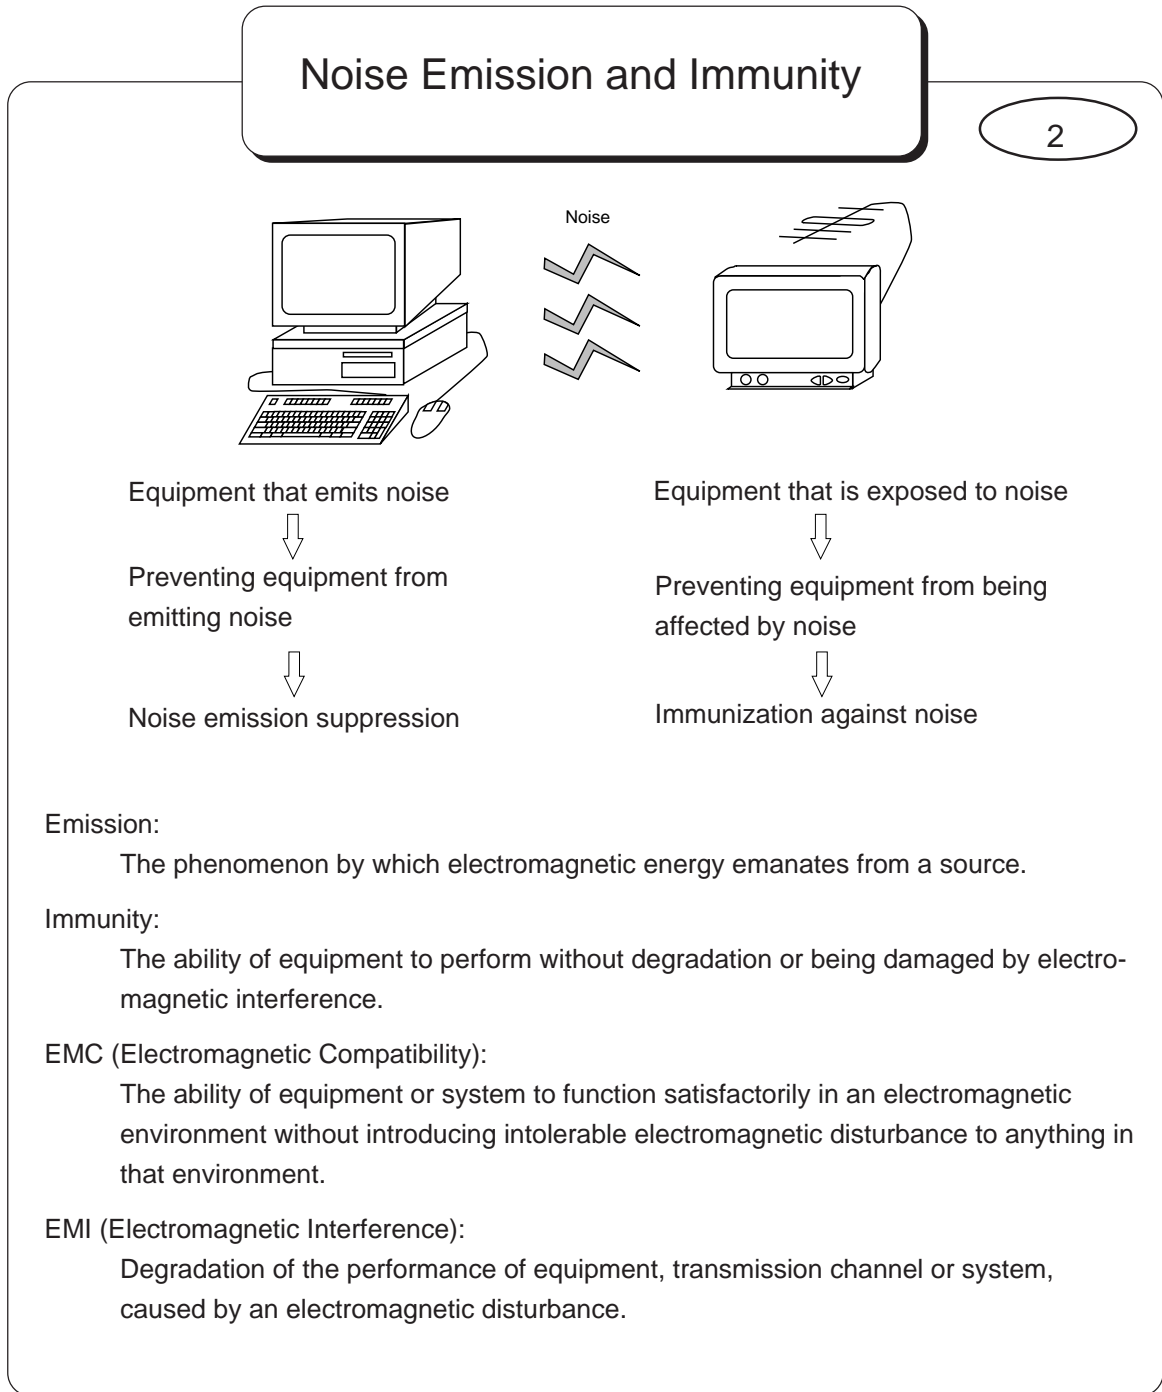 Noise Emission and Immunity
2
Noise
Equipment that emits noise
Preventing equipment from
emitting noise
Noise emission suppression
Equipment that is exposed to noise
Preventing equipment from being
affected by noise
Immunization against noise
Emission:
The phenomenon by which electromagnetic energy emanates from a source.
Immunity:
The ability of equipment to perform without degradation or being damaged by electro-
magnetic interference.
EMC (Electromagnetic Compatibility):
The ability of equipment or system to function satisfactorily in an electromagnetic
environment without introducing intolerable electromagnetic disturbance to anything in
that environment.
EMI (Electromagnetic Interference):
Degradation of the performance of equipment, transmission channel or system,
caused by an electromagnetic disturbance.